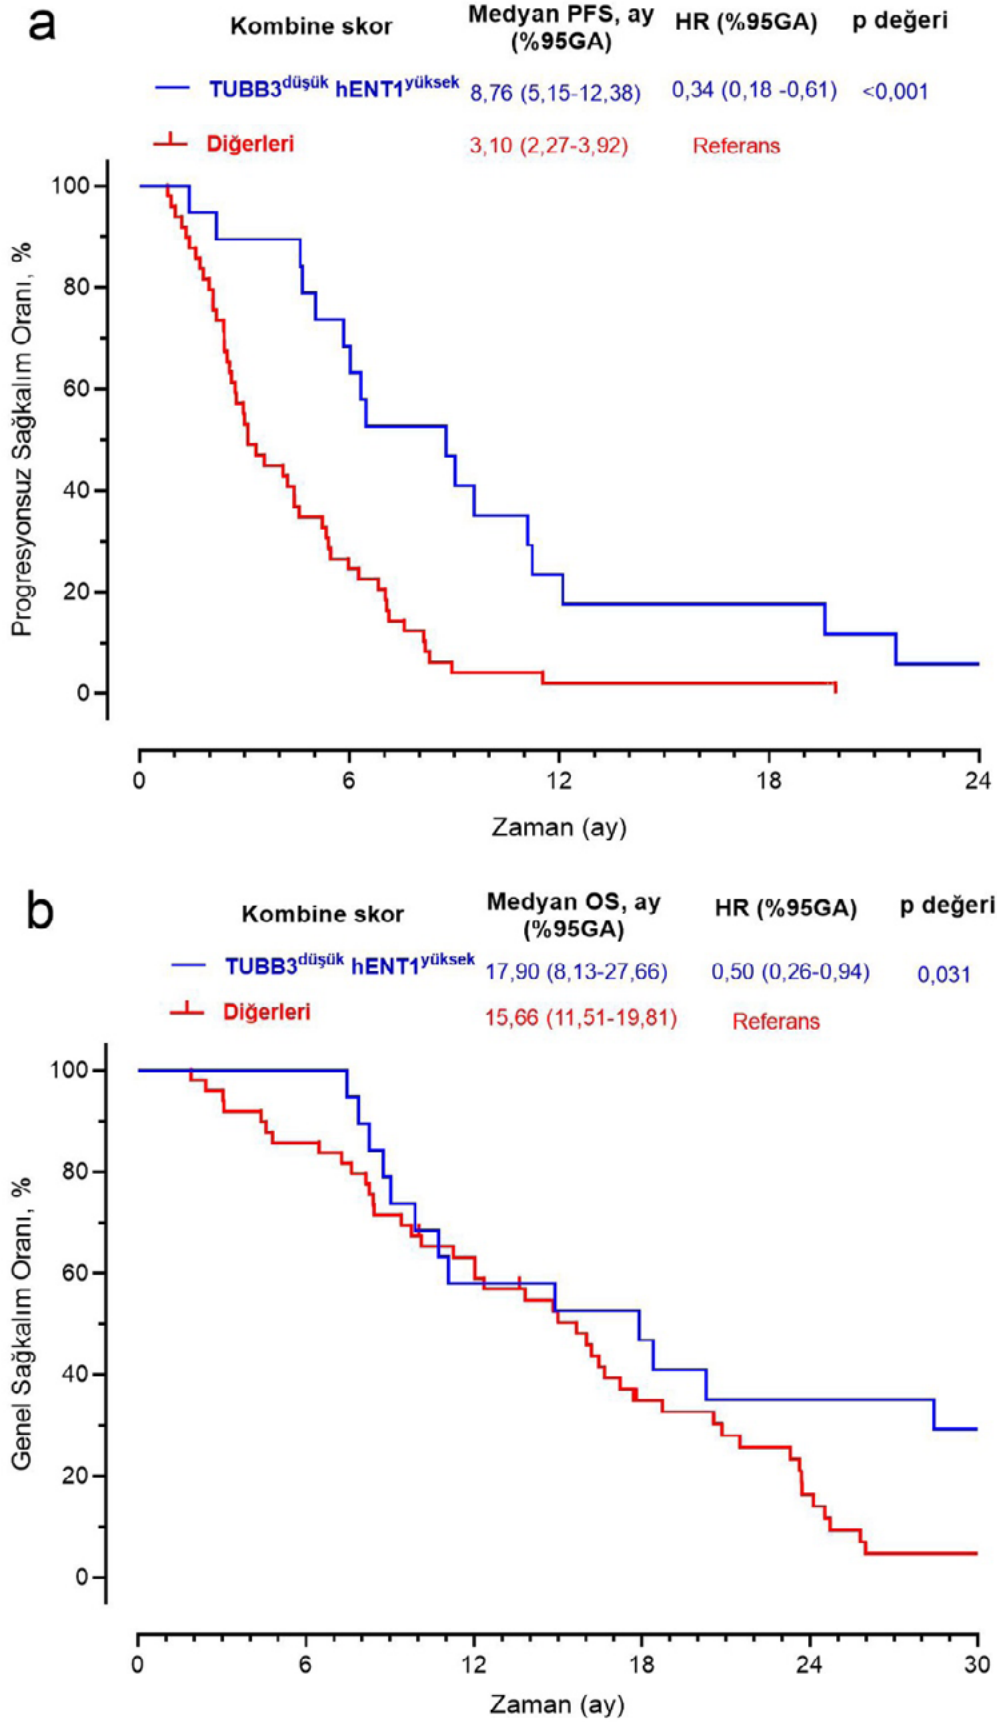 a
Kombine skor
Medyan PFS, ay
(%95GA)
HR (%95GA)
p değeri
TUBB3düşük hENT1yüksek
8,76 (5,15-12,38)
0,34 (0,18 -0,61)
<0,001
Diğerleri
3,10 (2,27-3,92)
Referans
Progresyonsuz Sağkalım Oranı, %
100
80
60
40
20
0
0 6 12 18 24
Zaman (ay)
b
Kombine skor
Medyan OS, ay
(%95GA)
HR (%95GA)
p değeri
TUBB3düşük hENT1yüksek
17,90 (8,13-27,66)
0,50 (0,26-0,94)
0,031
Diğerleri
15,66 (11,51-19,81)
Referans
Genel Sağkalım Oranı, %
100
80
60
40
20
0
0 6 12 18 24 30
Zaman (ay)